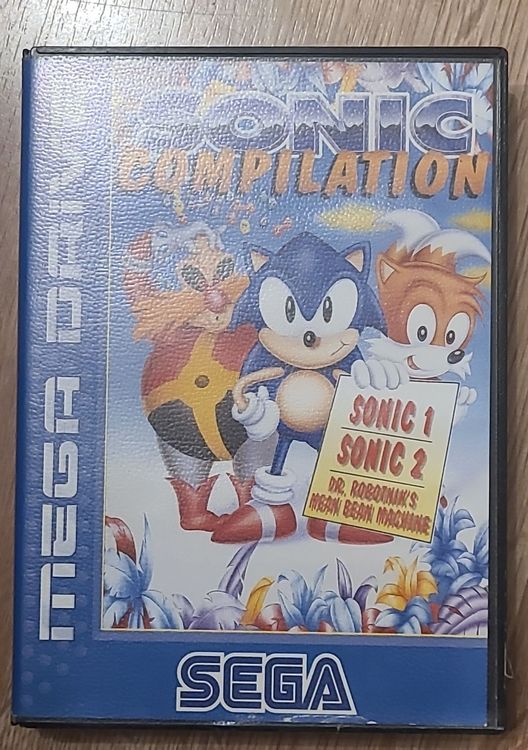 SONIC
COMPILATION
MEGA DRIVE
SONIC 1
SONIC 2
DR. ROBOTNIK'S
MEAN BEAN MACHINE
SEGA